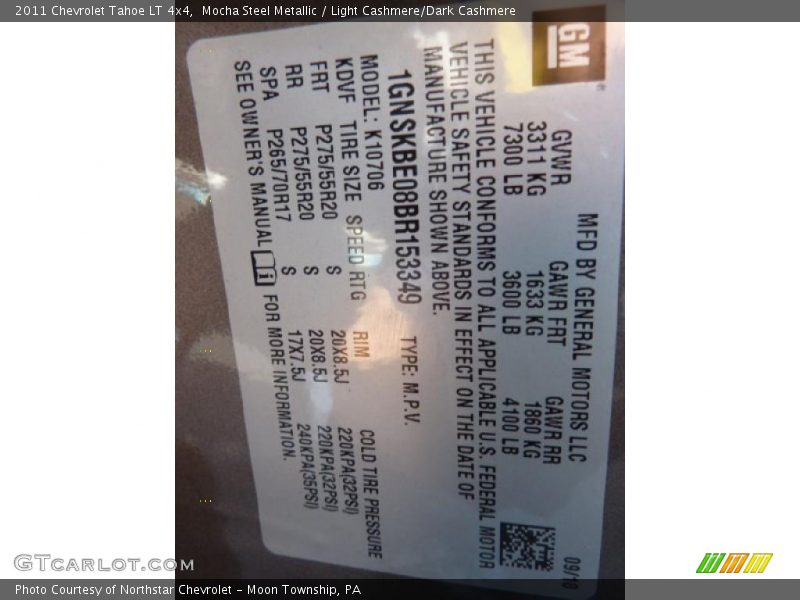 2011 Chevrolet Tahoe LT 4x4,  Mocha Steel Metallic / Light Cashmere/Dark Cashmere
GM
MFD BY GENERAL MOTORS LLC 09/10
GVWR GAWR FRT GAWR RR
3311 KG 1633 KG 1860 KG
7300 LB 3600 LB 4100 LB
THIS VEHICLE CONFORMS TO ALL APPLICABLE U.S. FEDERAL MOTOR
VEHICLE SAFETY STANDARDS IN EFFECT ON THE DATE OF
MANUFACTURE SHOWN ABOVE.
1GNSKBE08BR153349 TYPE: M.P.V.
MODEL: K10706
KDVF TIRE SIZE SPEED RTG RIM COLD TIRE PRESSURE
FRT P275/55R20 S 20X8.5J 220KPA(32PSI)
RR P275/55R20 S 20X8.5J 220KPA(32PSI)
SPA P265/70R17 S 17X7.5J 240KPA(35PSI)
SEE OWNER'S MANUAL i FOR MORE INFORMATION.
GTCarLot.com
Photo Courtesy of Northstar Chevrolet - Moon Township, PA